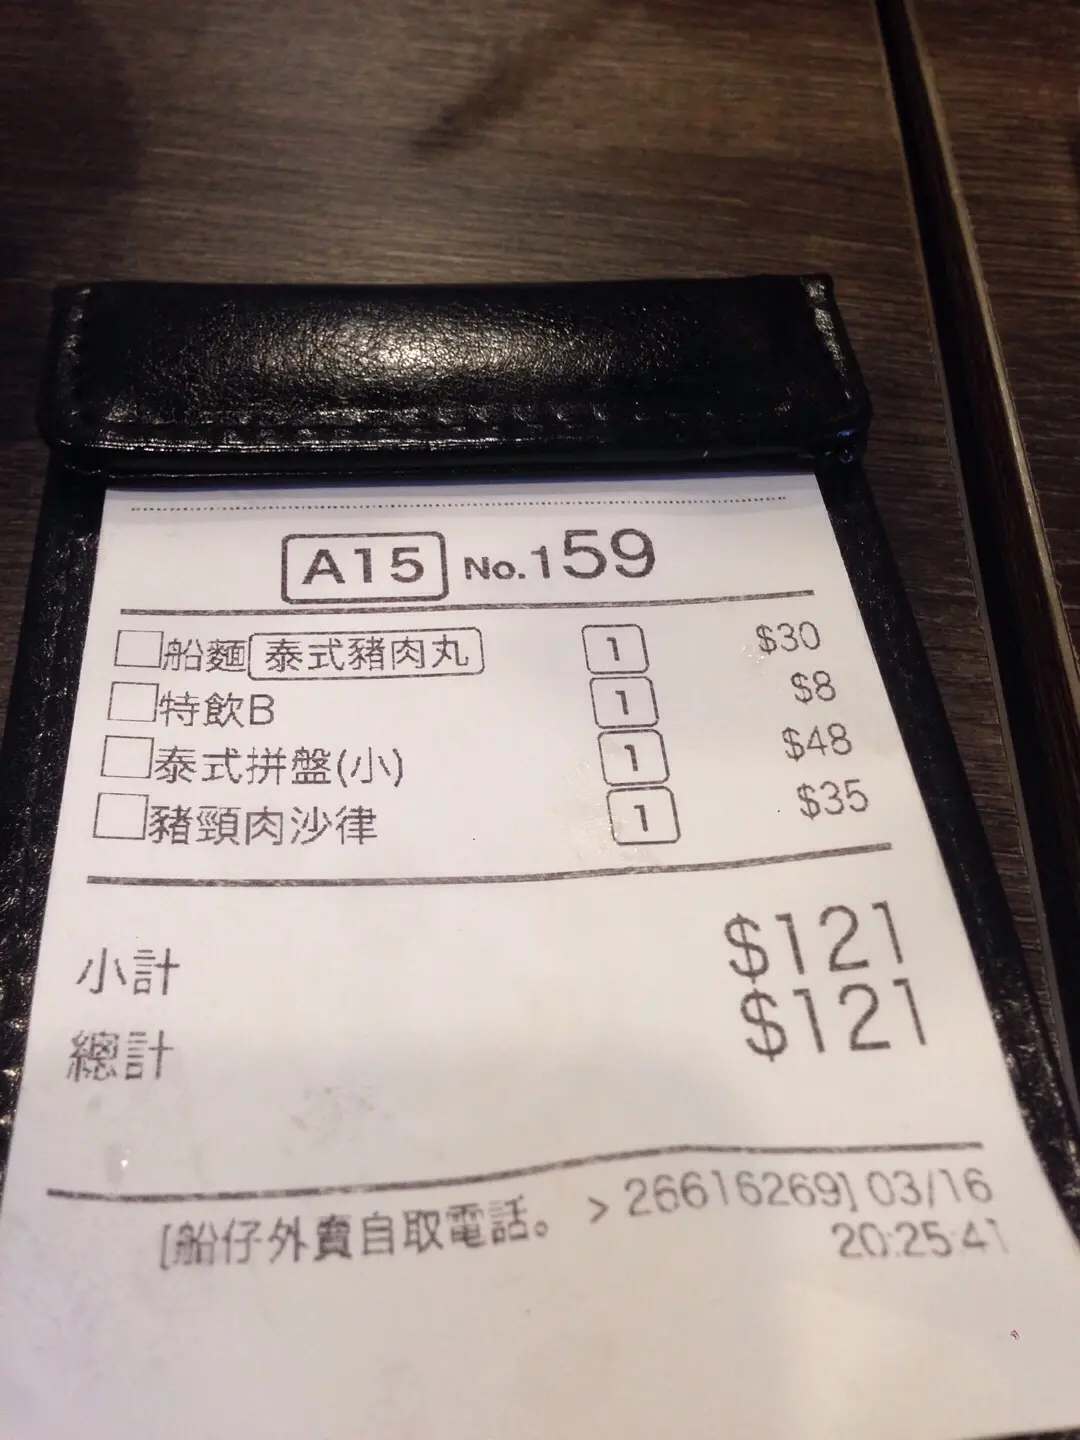 A15 No.159
船麵 泰式豬肉丸 1 $30
特飲B 1 $8
泰式拼盤(小) 1 $48
豬頸肉沙律 1 $35
小計 $121
總計 $121
[船仔外賣自取電話。 > 26616269] 03/16
20:25:41